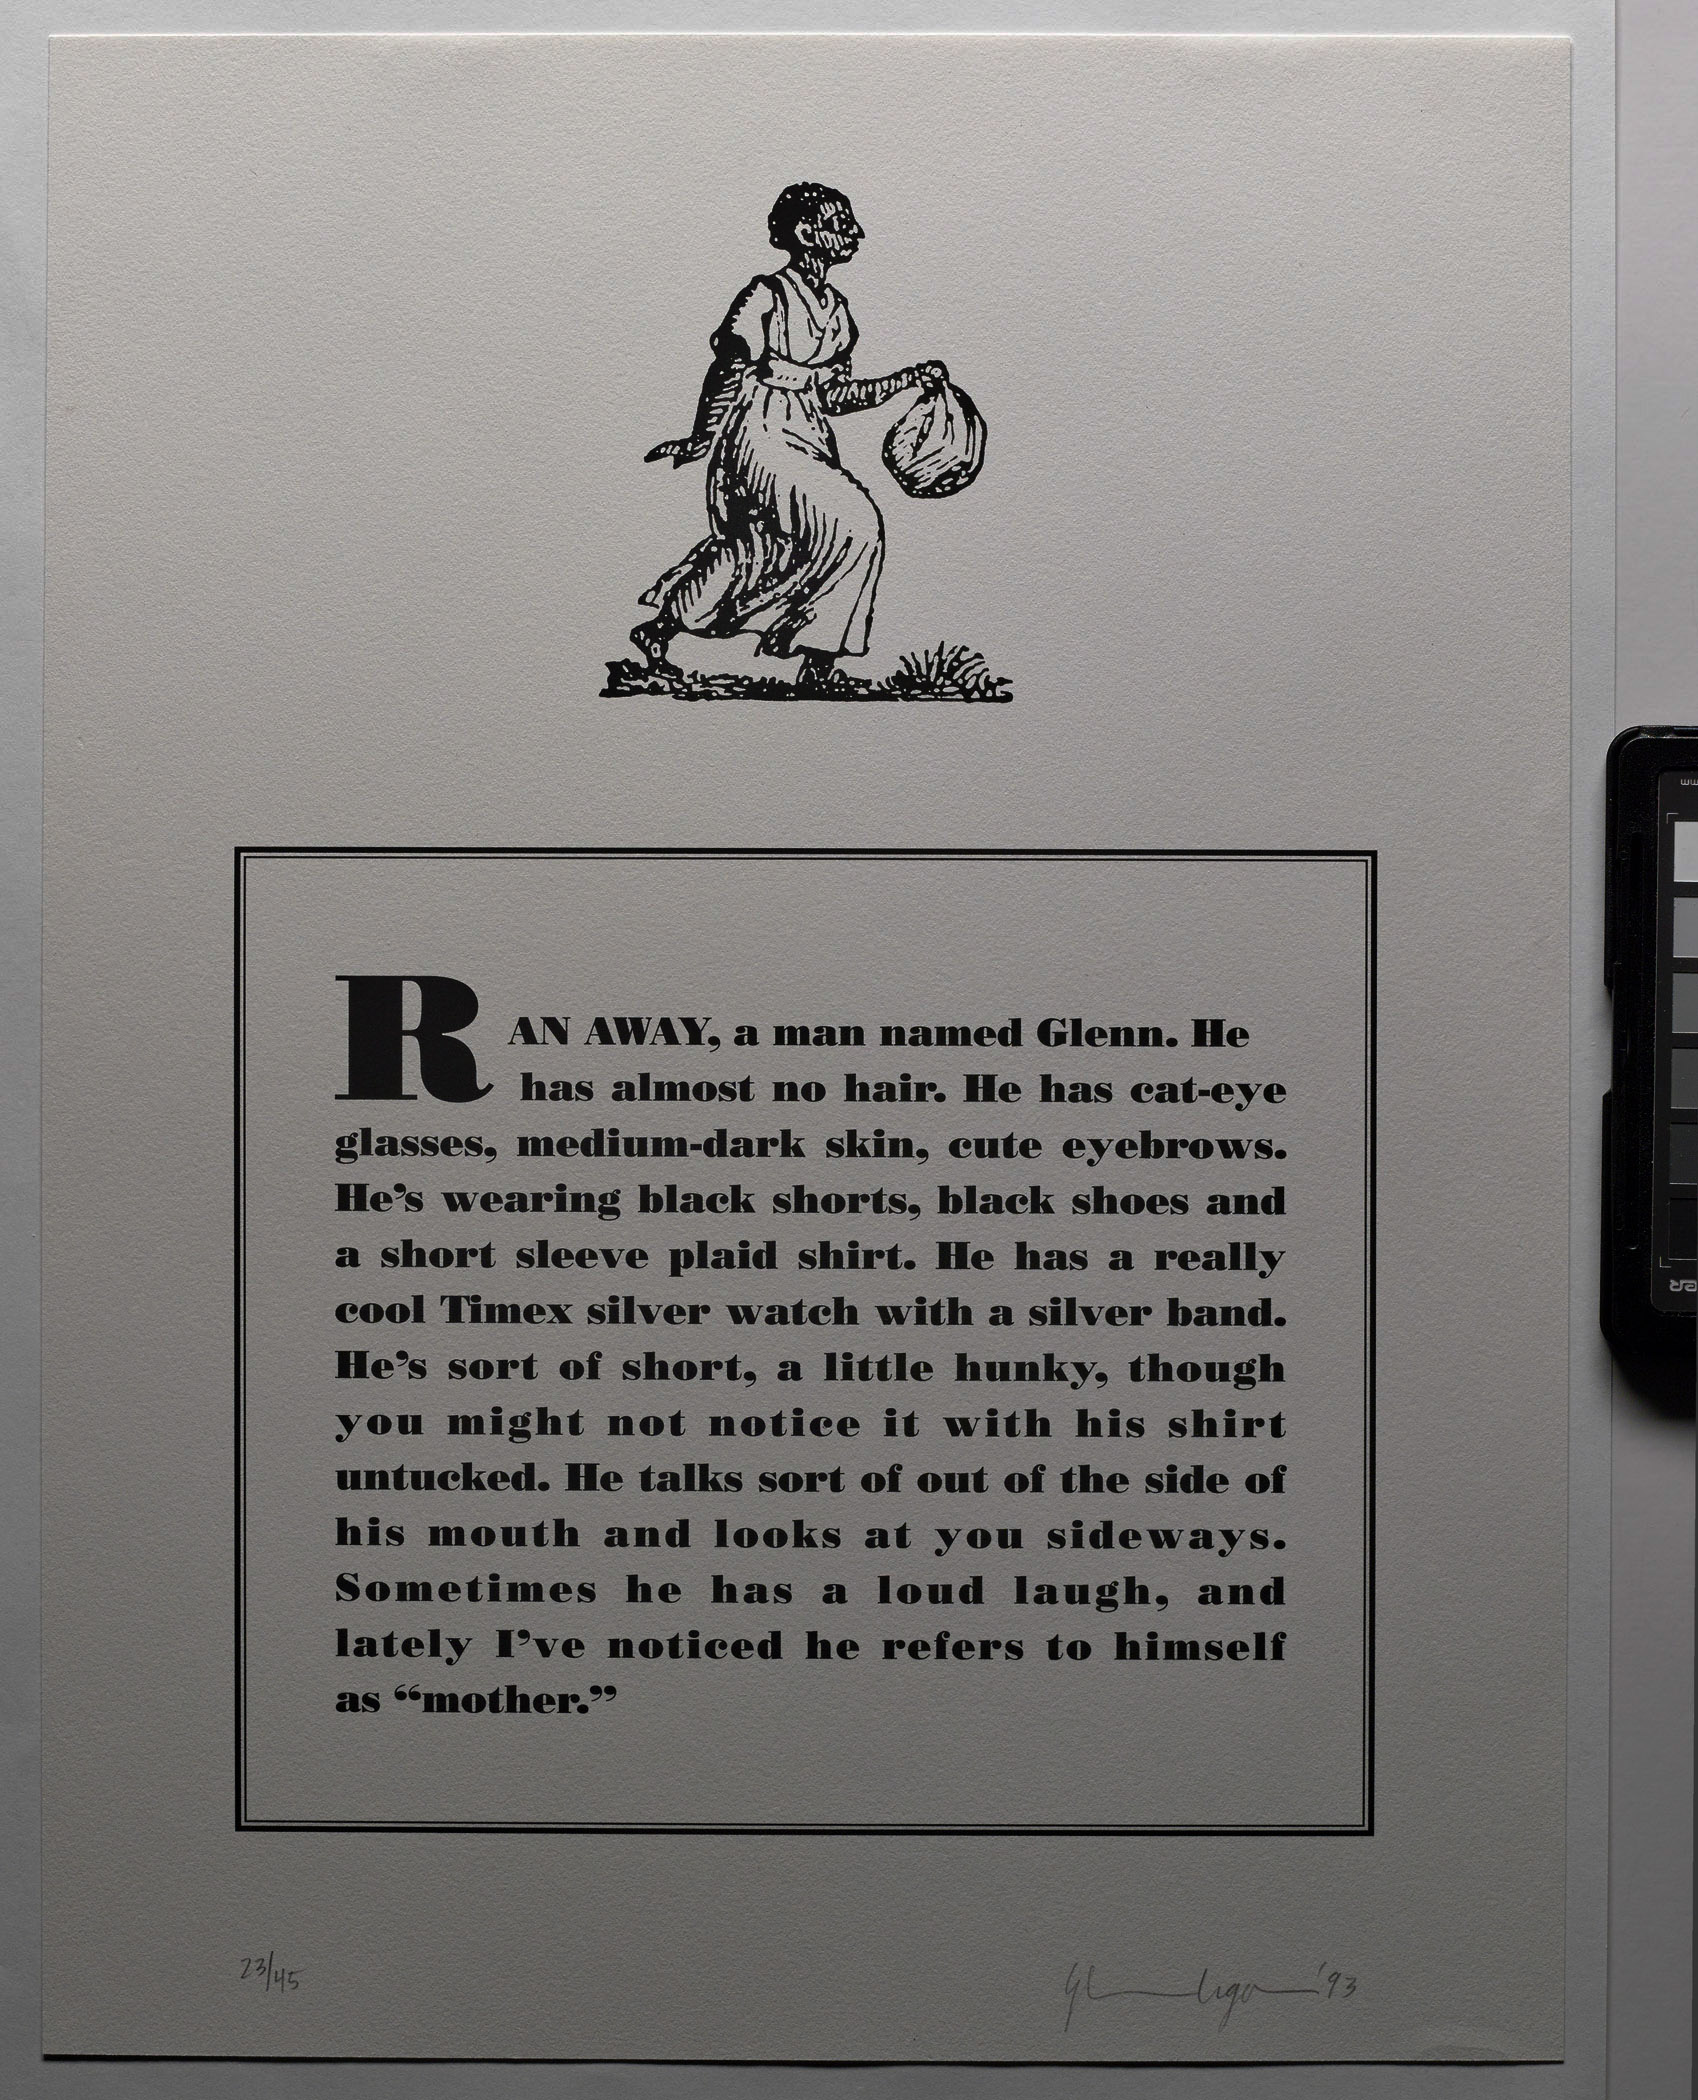 RAN AWAY, a man named Glenn. He
has almost no hair. He has cat-eye
glasses, medium-dark skin, cute eyebrows.
He’s wearing black shorts, black shoes and
a short sleeve plaid shirt. He has a really
cool Timex silver watch with a silver band.
He’s sort of short, a little hunky, though
you might not notice it with his shirt
untucked. He talks sort of out of the side of
his mouth and looks at you sideways.
Sometimes he has a loud laugh, and
lately I’ve noticed he refers to himself
as “mother.”
23/45
'93